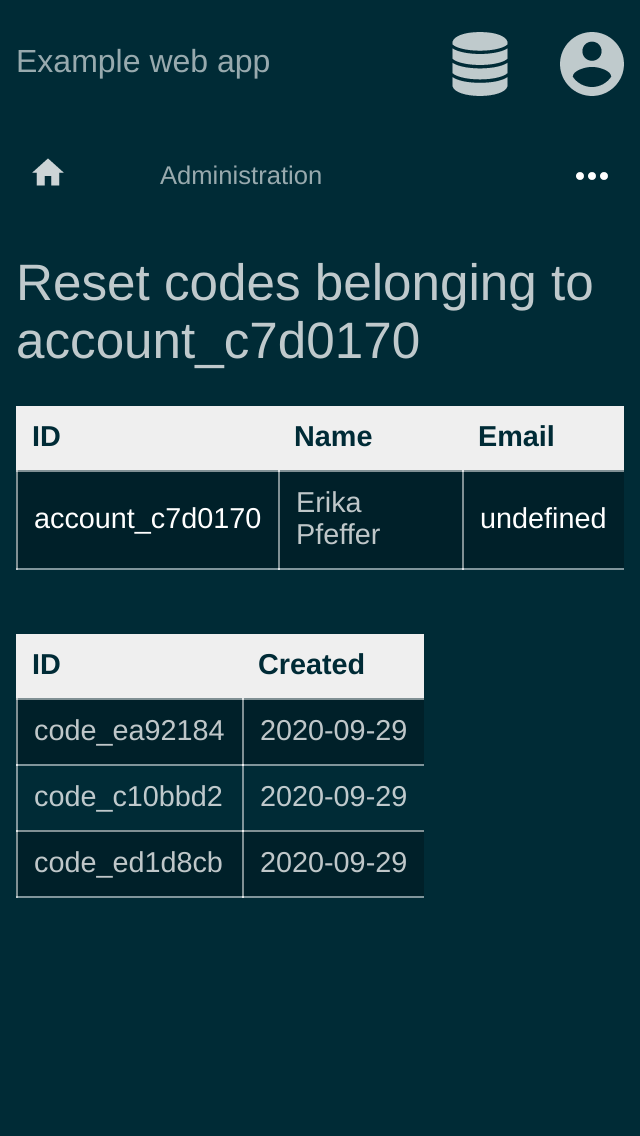 Example web app
Administration
Reset codes belonging to
account_c7d0170
ID Name Email
account_c7d0170 Erika Pfeffer undefined
ID Created
code_ea92184 2020-09-29
code_c10bbd2 2020-09-29
code_ed1d8cb 2020-09-29